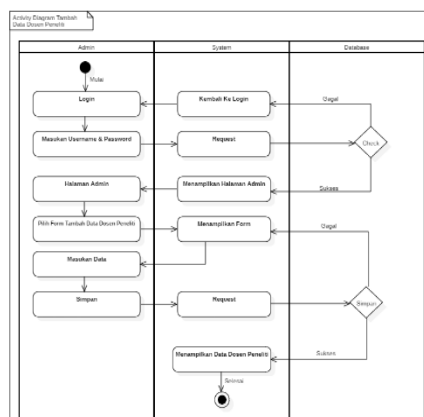 Activity Diagram Tambah
Data Dosen Peneliti
Admin
System
Database
Mulai
Login
Kembali Ke Login
Gagal
Masukan Username & Password
Request
Check
Halaman Admin
Menampilkan Halaman Admin
Sukses
Pilih Form Tambah Data Dosen Peneliti
Menampilkan Form
Gagal
Masukan Data
Simpan
Request
Simpan
Menampilkan Data Dosen Peneliti
Sukses
Selesai